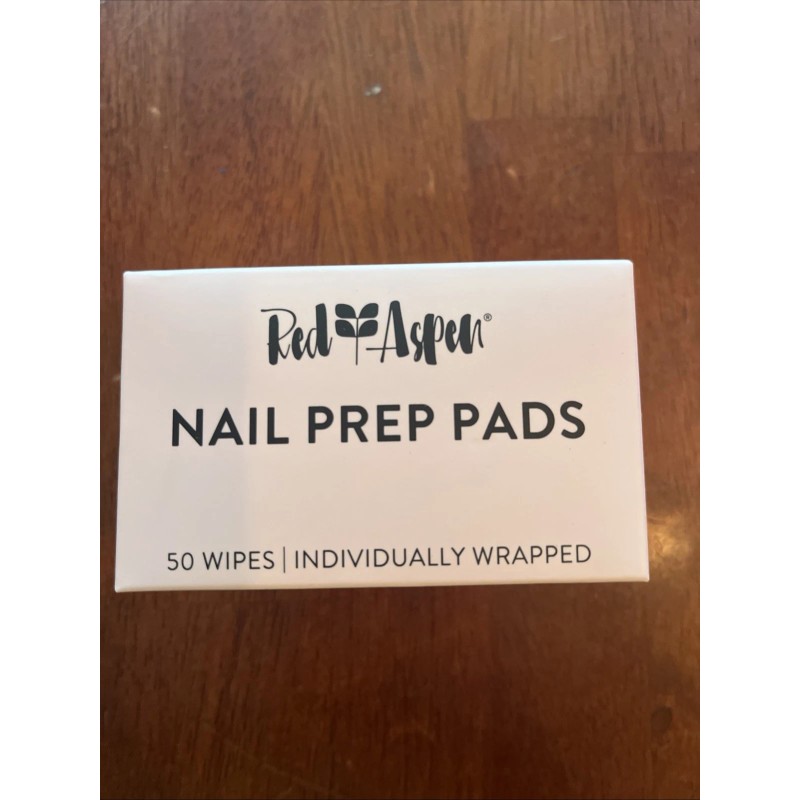 Red Aspen®
NAIL PREP PADS
50 WIPES | INDIVIDUALLY WRAPPED